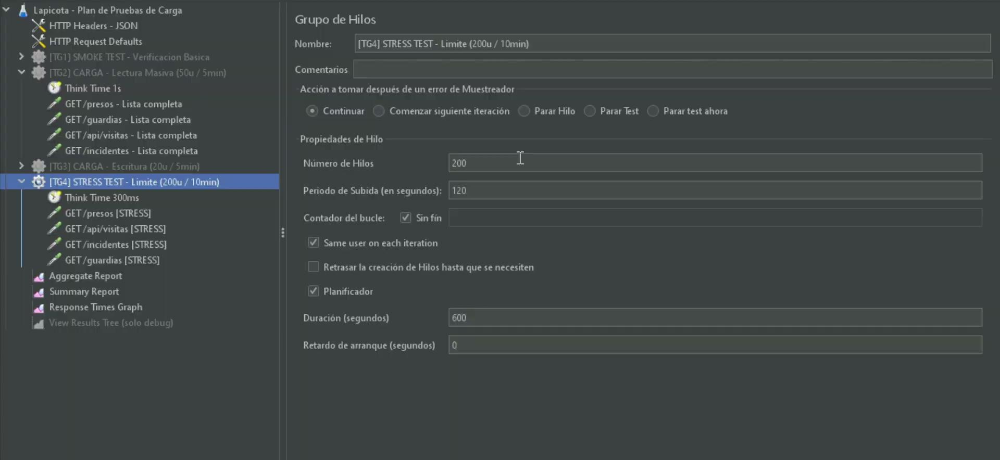 Lapicota - Plan de Pruebas de Carga
HTTP Headers - JSON
HTTP Request Defaults
[TG1] SMOKE TEST - Verificacion Basica
[TG2] CARGA - Lectura Masiva (50u / 5min)
Think Time 1s
GET /presos - Lista completa
GET /guardias - Lista completa
GET /api/visitas - Lista completa
GET /incidentes - Lista completa
[TG3] CARGA - Escritura (20u / 5min)
[TG4] STRESS TEST - Limite (200u / 10min)
Think Time 300ms
GET /presos [STRESS]
GET /api/visitas [STRESS]
GET /incidentes [STRESS]
GET /guardias [STRESS]
Aggregate Report
Summary Report
Response Times Graph
View Results Tree (solo debug)
Grupo de Hilos
Nombre: [TG4] STRESS TEST - Limite (200u / 10min)
Comentarios
Acción a tomar después de un error de Muestreador
Continuar Comenzar siguiente iteración Parar Hilo Parar Test Parar test ahora
Propiedades de Hilo
Número de Hilos 200
Periodo de Subida (en segundos): 120
Contador del bucle: Sin fín
Same user on each iteration
Retrasar la creación de Hilos hasta que se necesiten
Planificador
Duración (segundos) 600
Retardo de arranque (segundos) 0